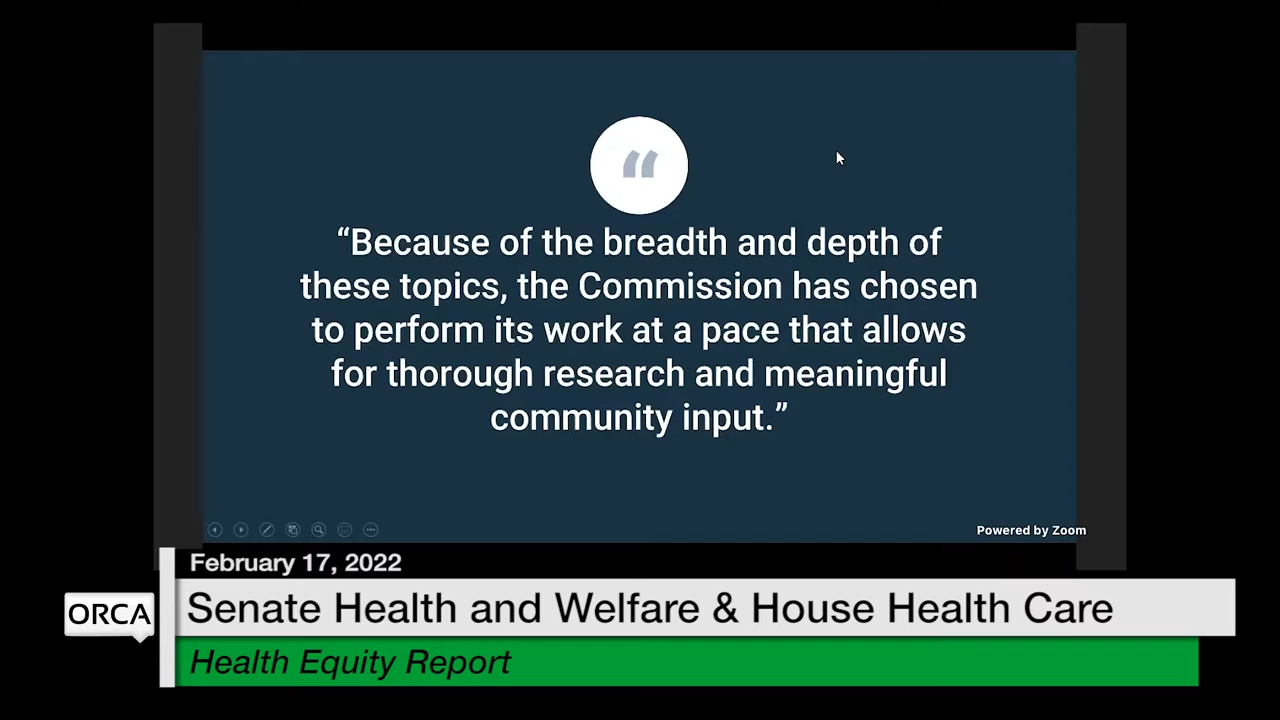 “
“Because of the breadth and depth of
these topics, the Commission has chosen
to perform its work at a pace that allows
for thorough research and meaningful
community input.”
Powered by Zoom
February 17, 2022
ORCA
Senate Health and Welfare & House Health Care
Health Equity Report